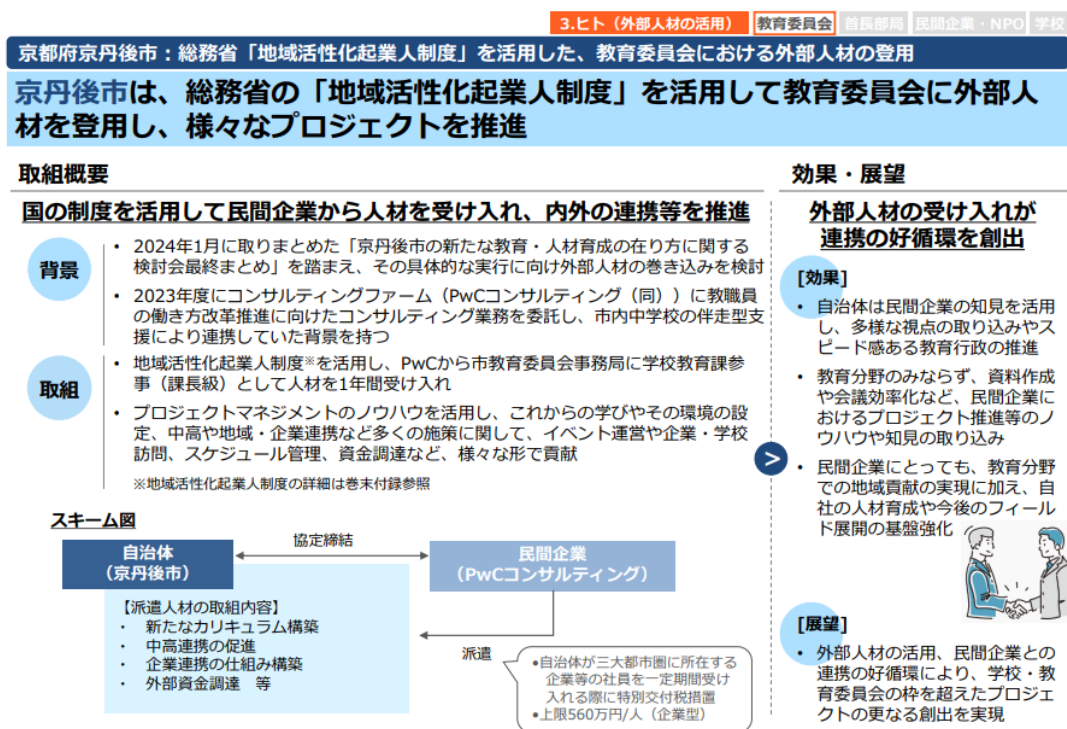 3.ヒト（外部人材の活用） 教育委員会 首長部局 民間企業・NPO 学校
京都府京丹後市：総務省「地域活性化起業人制度」を活用した、教育委員会における外部人材の登用
京丹後市は、総務省の「地域活性化起業人制度」を活用して教育委員会に外部人
材を登用し、様々なプロジェクトを推進
取組概要
国の制度を活用して民間企業から人材を受け入れ、内外の連携等を推進
背景
• 2024年1月に取りまとめた「京丹後市の新たな教育・人材育成の在り方に関する
検討会最終まとめ」を踏まえ、その具体的な実行に向け外部人材の巻き込みを検討
• 2023年度にコンサルティングファーム（PwCコンサルティング（同））に教職員
の働き方改革推進に向けたコンサルティング業務を委託し、市内中学校の伴走型支
援により連携していた背景を持つ
取組
• 地域活性化起業人制度※を活用し、PwCから市教育委員会事務局に学校教育課参
事（課長級）として人材を1年間受け入れ
• プロジェクトマネジメントのノウハウを活用し、これからの学びやその環境の設
定、中高や地域・企業連携など多くの施策に関して、イベント運営や企業・学校
訪問、スケジュール管理、資金調達など、様々な形で貢献
※地域活性化起業人制度の詳細は巻末付録参照
スキーム図
自治体
（京丹後市）
協定締結
民間企業
（PwCコンサルティング）
【派遣人材の取組内容】
・ 新たなカリキュラム構築
・ 中高連携の促進
・ 企業連携の仕組み構築
・ 外部資金調達 等
派遣
•自治体が三大都市圏に所在する
企業等の社員を一定期間受け
入れる際に特別交付税措置
•上限560万円/人（企業型）
>
効果・展望
外部人材の受け入れが
連携の好循環を創出
[効果]
• 自治体は民間企業の知見を活用
し、多様な視点の取り込みやス
ピード感ある教育行政の推進
• 教育分野のみならず、資料作成
や会議効率化など、民間企業に
おけるプロジェクト推進等のノ
ウハウや知見の取り込み
• 民間企業にとっても、教育分野
での地域貢献の実現に加え、自
社の人材育成や今後のフィール
ド展開の基盤強化
[展望]
• 外部人材の活用、民間企業との
連携の好循環により、学校・教
育委員会の枠を超えたプロジェ
クトの更なる創出を実現